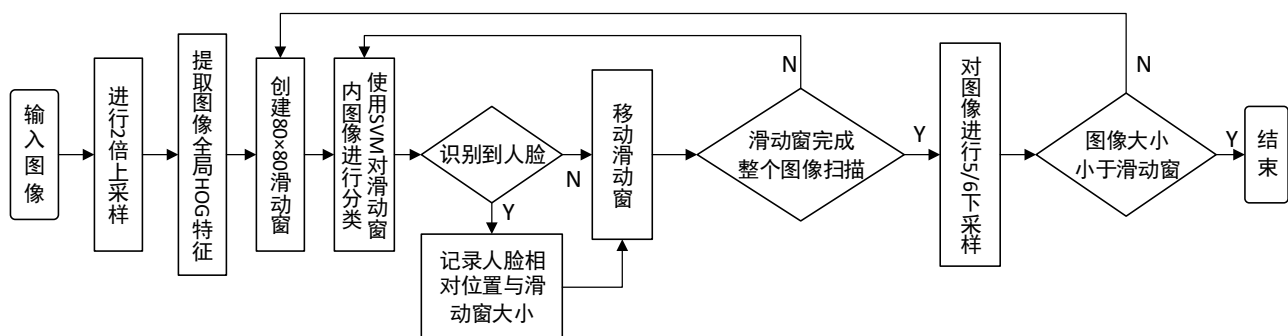 输入图像
进行2倍上采样
提取图像全局HOG特征
创建80×80滑动窗
使用SVM对滑动窗
内图像进行分类
识别到人脸
N
Y
记录人脸相
对位置与滑
动窗大小
移动滑动窗
N
滑动窗完成
整个图像扫描
Y
对图像进行5/6下采样
N
图像大小
小于滑动窗
Y
结束